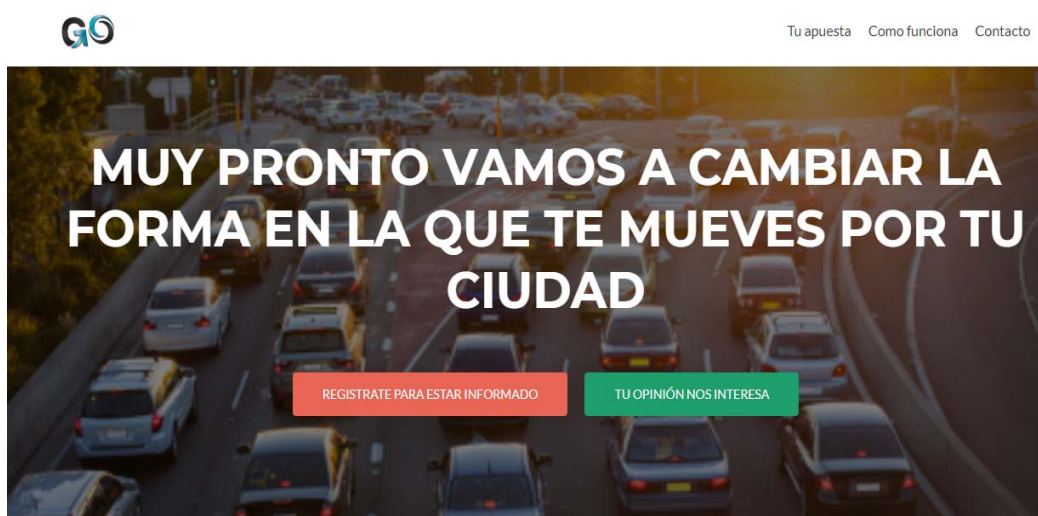 GO
Tu apuesta Como funciona Contacto
MUY PRONTO VAMOS A CAMBIAR LA
FORMA EN LA QUE TE MUEVES POR TU
CIUDAD
REGISTRATE PARA ESTAR INFORMADO TU OPINIÓN NOS INTERESA